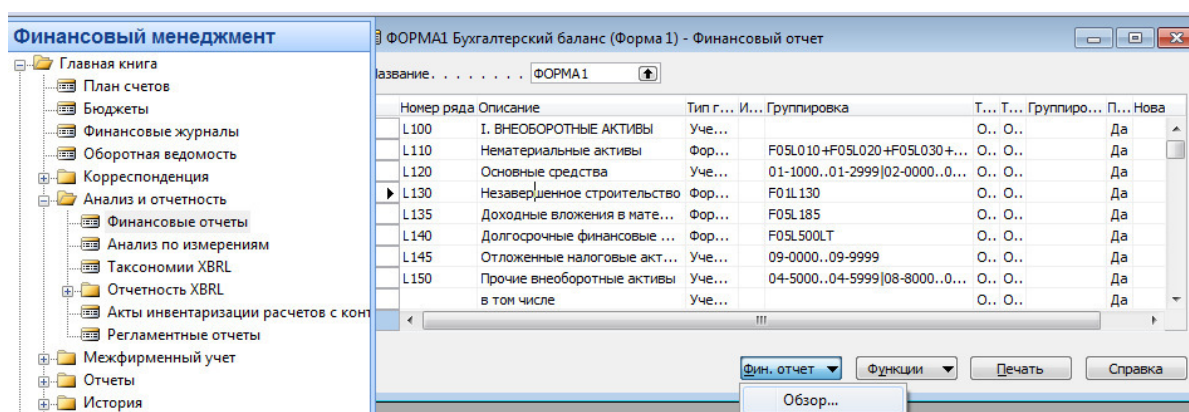 Финансовый менеджмент
Главная книга
План счетов
Бюджеты
Финансовые журналы
Оборотная ведомость
Корреспонденция
Анализ и отчетность
Финансовые отчеты
Анализ по измерениям
Таксономии XBRL
Отчетность XBRL
Акты инвентаризации расчетов с конт
Регламентные отчеты
Межфирменный учет
Отчеты
История
ФОРМА1 Бухгалтерский баланс (Форма 1) - Финансовый отчет
Название. . . . . . . . ФОРМА1
Номер ряда Описание Тип г... И... Группировка Т... Т... Группиро... П... Нова
L100 I. ВНЕОБОРОТНЫЕ АКТИВЫ Уче... О.. О.. Да
L110 Нематериальные активы Фор... F05L010+F05L020+F05L030+... О.. О.. Да
L120 Основные средства Уче... 01-1000..01-2999|02-0000..0... О.. О.. Да
L130 Незавершенное строительство Фор... F01L130 О.. О.. Да
L135 Доходные вложения в мате... Фор... F05L185 О.. О.. Да
L140 Долгосрочные финансовые ... Фор... F05L500LT О.. О.. Да
L145 Отложенные налоговые акт... Уче... 09-0000..09-9999 О.. О.. Да
L150 Прочие внеоборотные активы Уче... 04-5000..04-5999|08-8000..0... О.. О.. Да
в том числе Уче... О.. О.. Да
Фин. отчет Функции Печать Справка
Обзор...